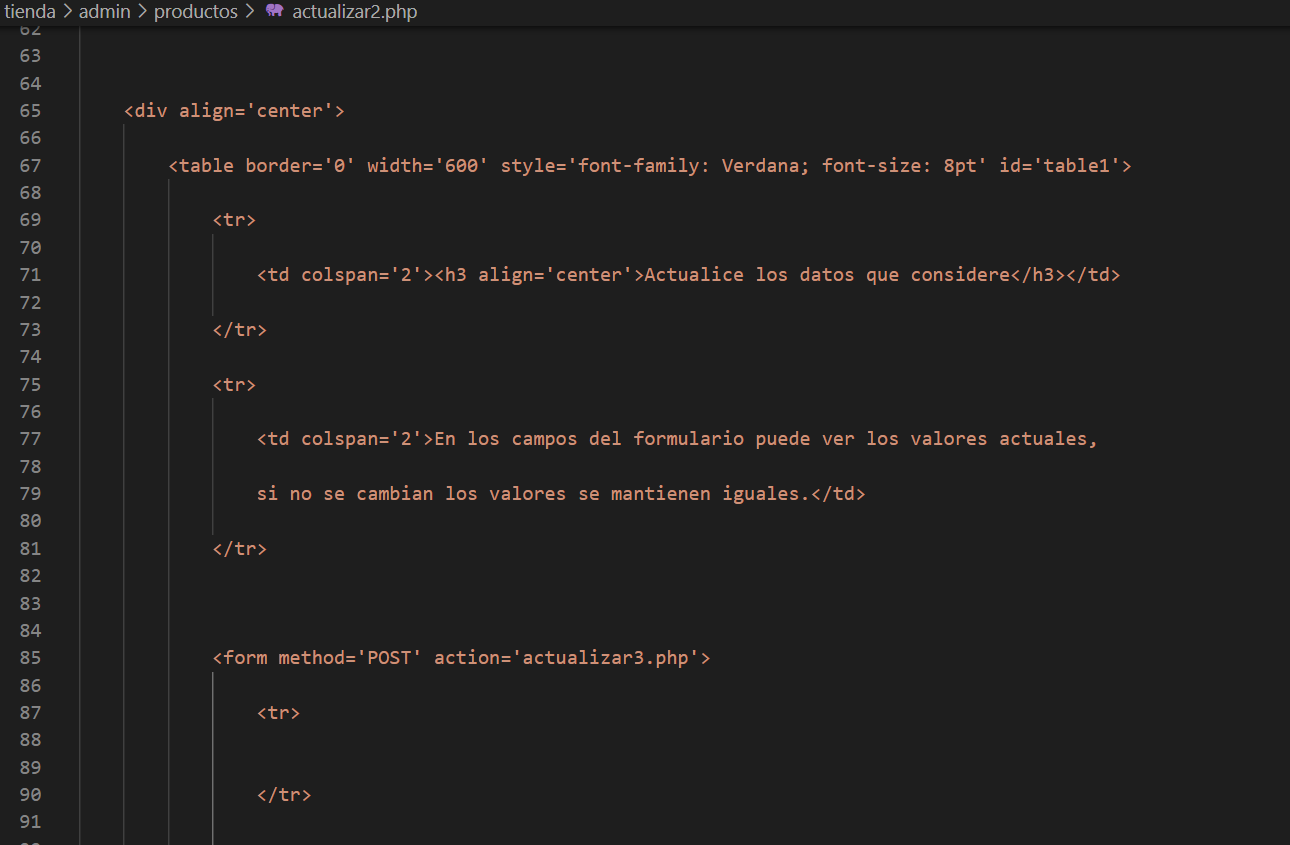 tienda > admin > productos > actualizar2.php
62
63
64
65 <div align='center'>
66
67 <table border='0' width='600' style='font-family: Verdana; font-size: 8pt' id='table1'>
68
69 <tr>
70
71 <td colspan='2'><h3 align='center'>Actualice los datos que considere</h3></td>
72
73 </tr>
74
75 <tr>
76
77 <td colspan='2'>En los campos del formulario puede ver los valores actuales,
78
79 si no se cambian los valores se mantienen iguales.</td>
80
81 </tr>
82
83
84
85 <form method='POST' action='actualizar3.php'>
86
87 <tr>
88
89
90 </tr>
91